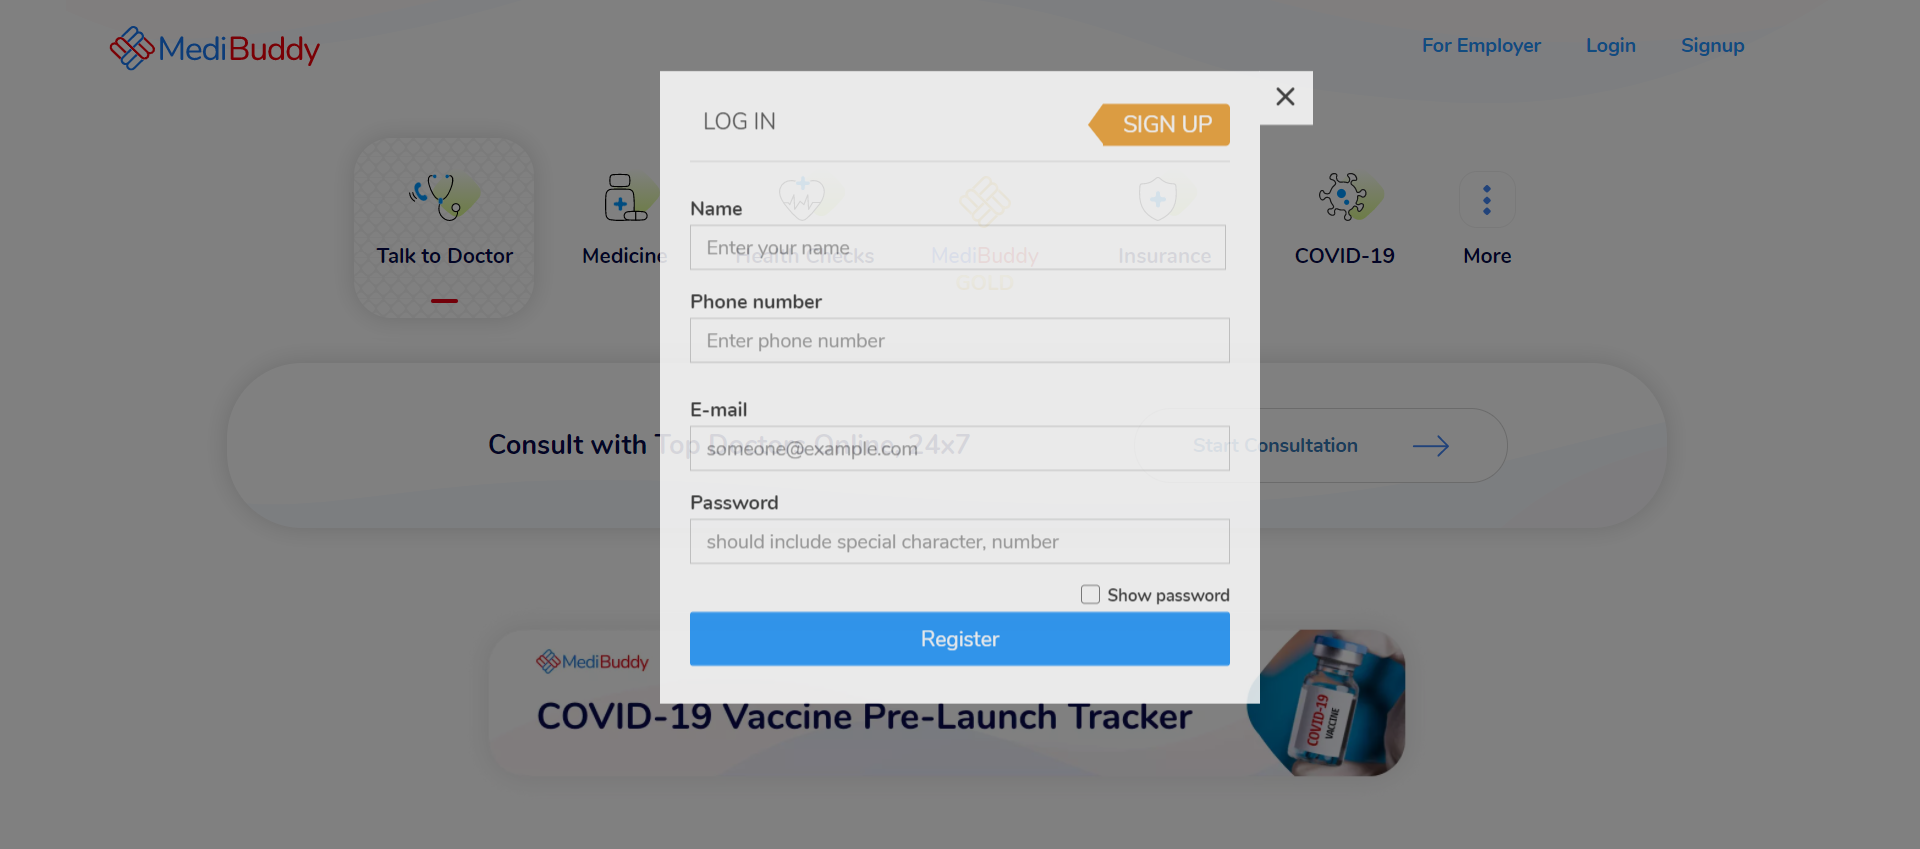 MediBuddy
For Employer Login Signup
LOG IN
SIGN UP
Talk to Doctor
Medicine
Health Checks
MediBuddy
GOLD
Insurance
COVID-19
More
Name
Enter your name
Phone number
Enter phone number
E-mail
someone@example.com
Consult with Top Doctors Online, 24x7
Start Consultation
Password
should include special character, number
Show password
Register
MediBuddy
COVID-19 Vaccine Pre-Launch Tracker
COVID-19
VACCINE